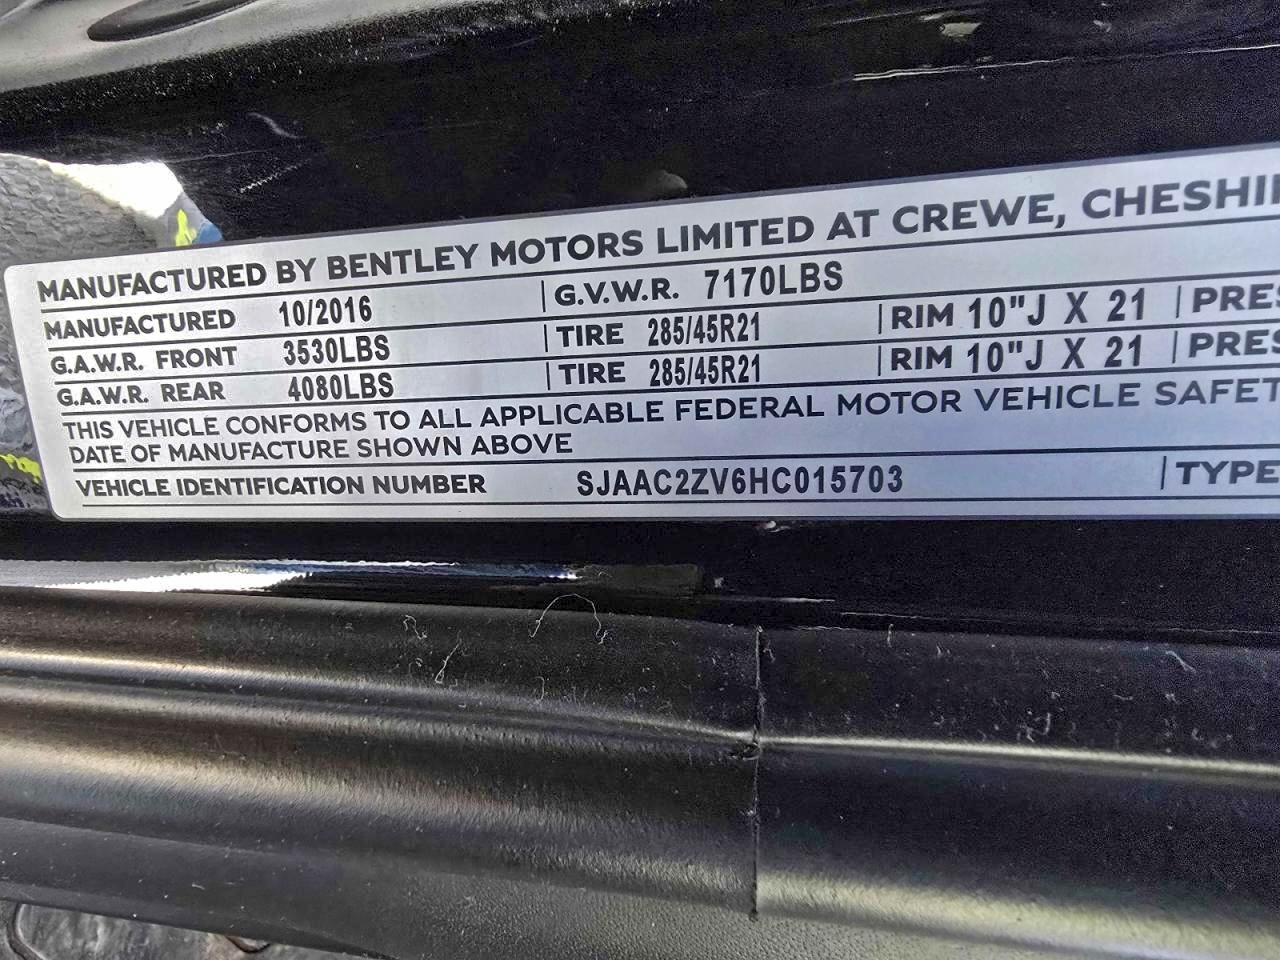 MANUFACTURED BY BENTLEY MOTORS LIMITED AT CREWE, CHESHI
MANUFACTURED 10/2016 | G.V.W.R. 7170LBS
G.A.W.R. FRONT 3530LBS | TIRE 285/45R21 | RIM 10"J X 21 | PRES
G.A.W.R. REAR 4080LBS | TIRE 285/45R21 | RIM 10"J X 21 | PRES
THIS VEHICLE CONFORMS TO ALL APPLICABLE FEDERAL MOTOR VEHICLE SAFET
DATE OF MANUFACTURE SHOWN ABOVE
VEHICLE IDENTIFICATION NUMBER SJAAC2ZV6HC015703 | TYPE